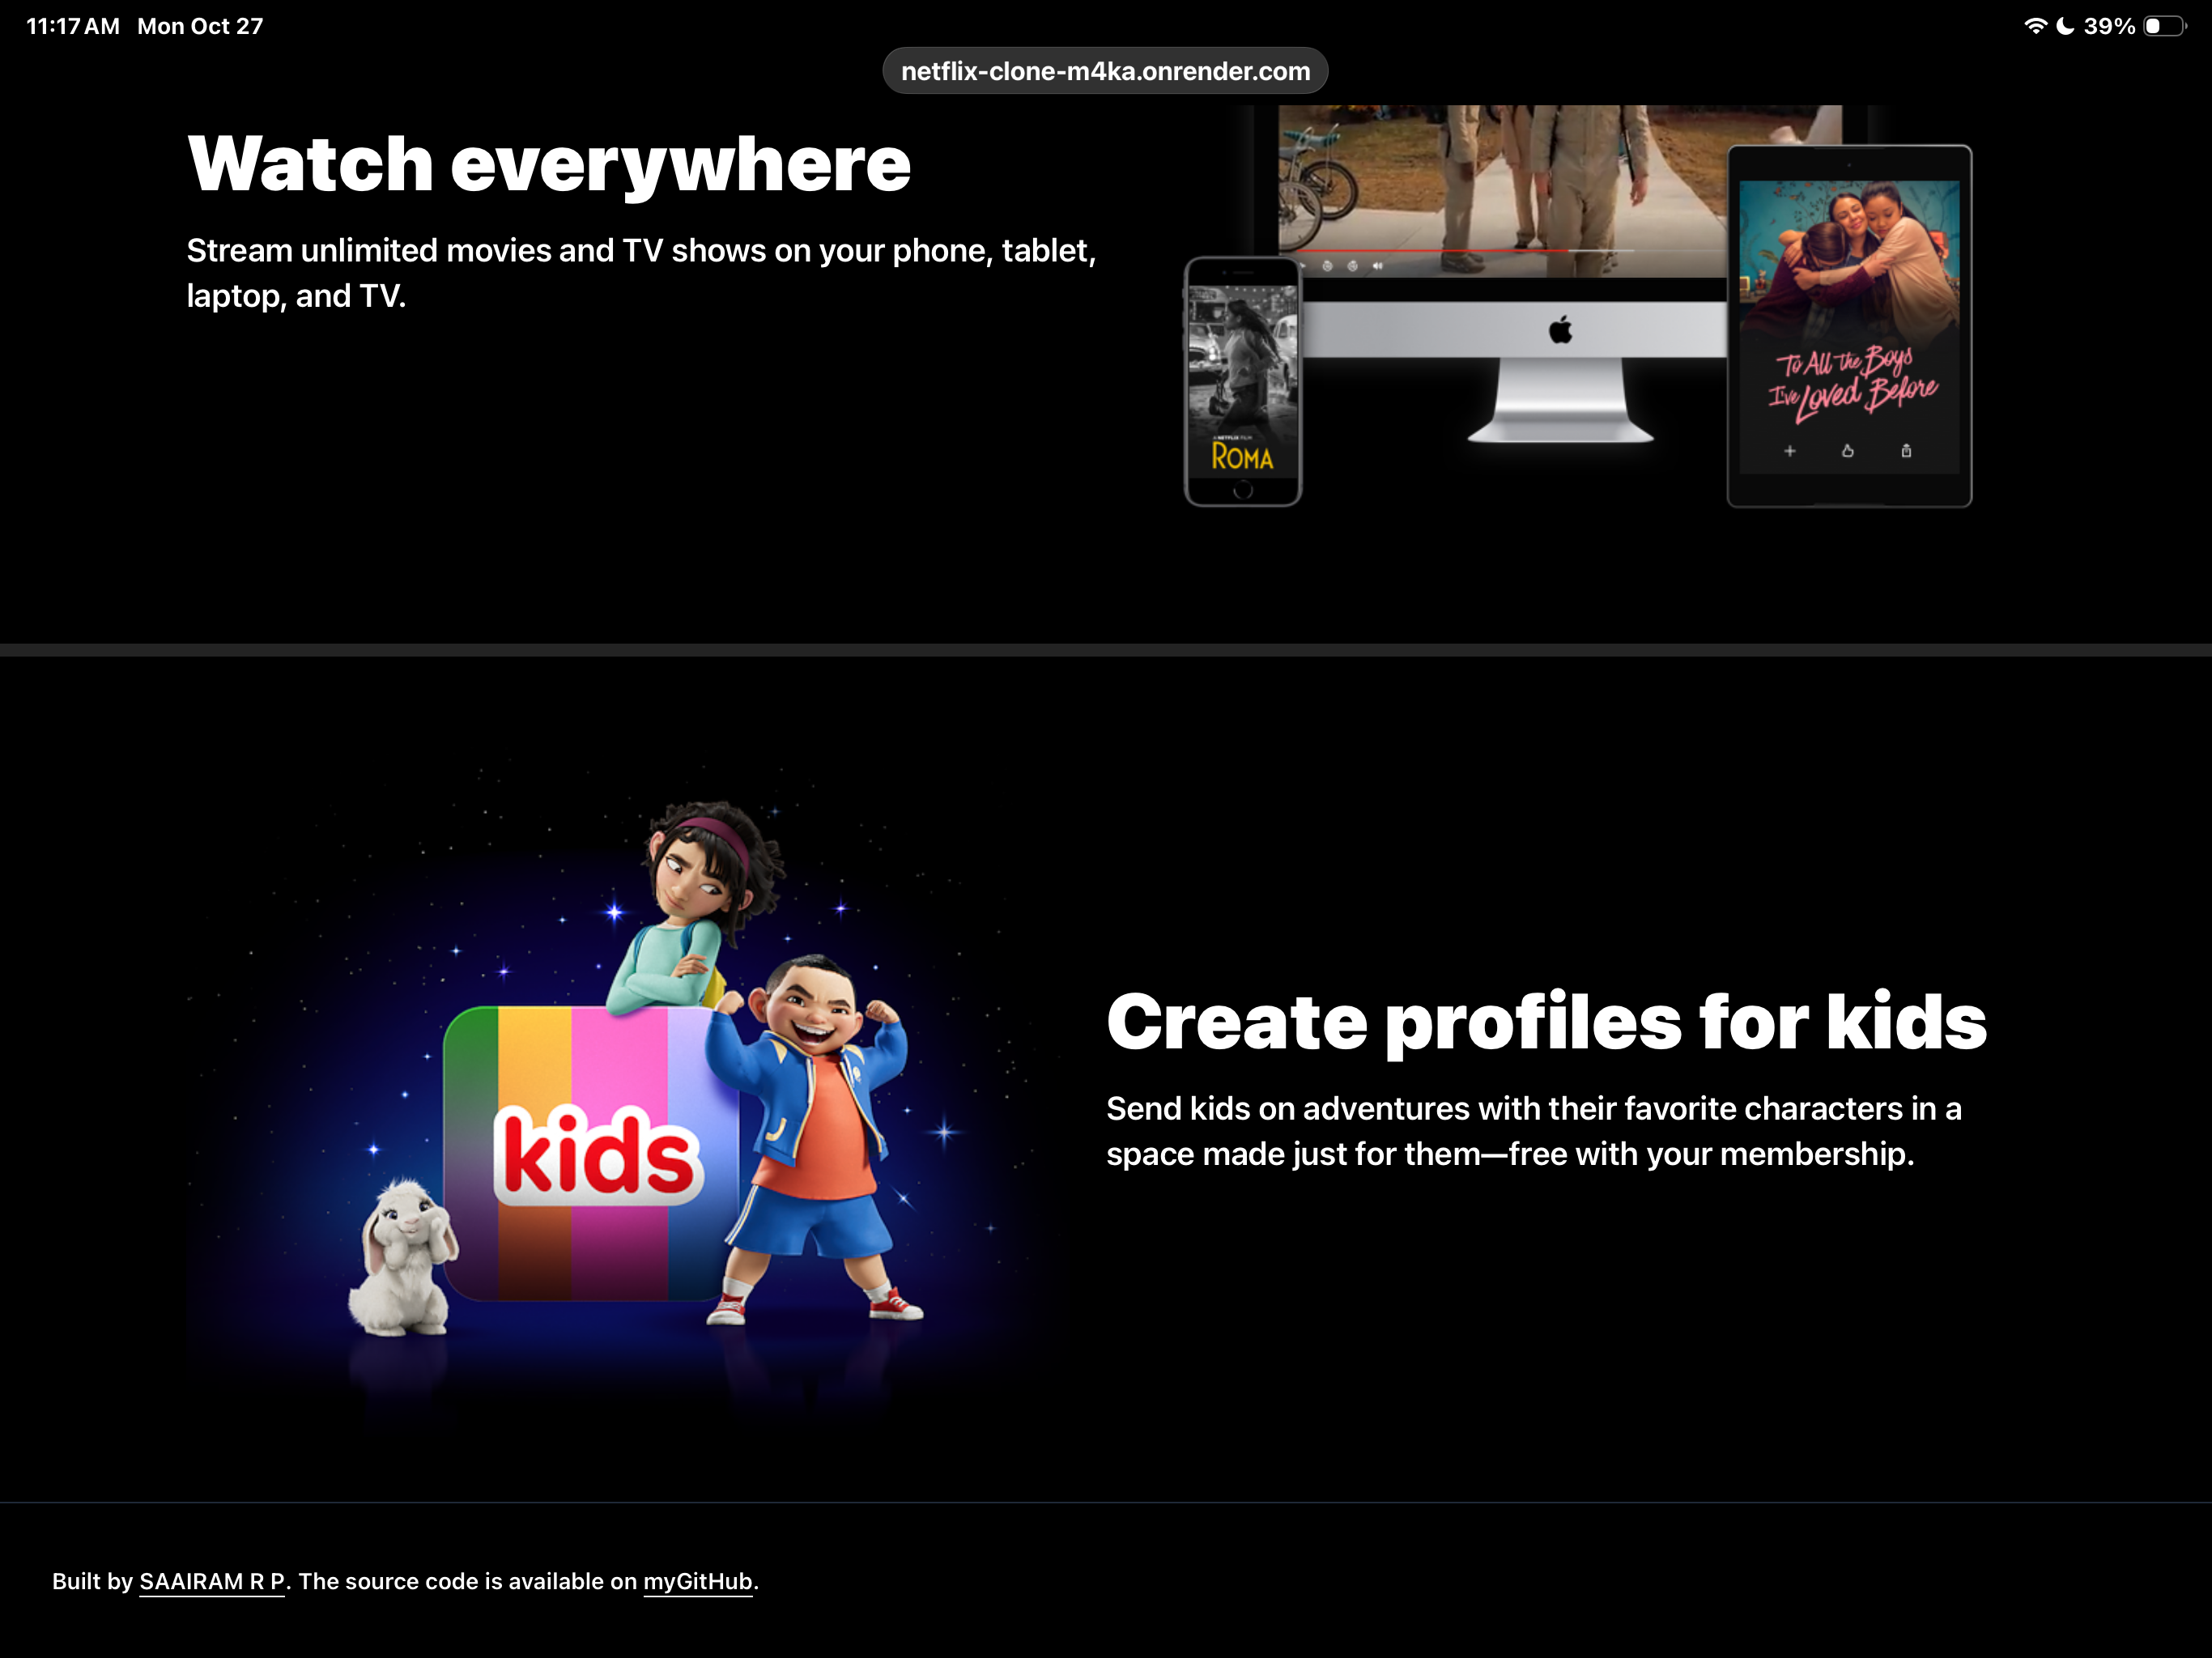 11:17 AM Mon Oct 27
39%
netflix-clone-m4ka.onrender.com
Watch everywhere
Stream unlimited movies and TV shows on your phone, tablet,
laptop, and TV.
A NETFLIX FILM
ROMA
To All the Boys
I've Loved Before
kids
Create profiles for kids
Send kids on adventures with their favorite characters in a
space made just for them—free with your membership.
Built by SAAIRAM R P. The source code is available on myGitHub.